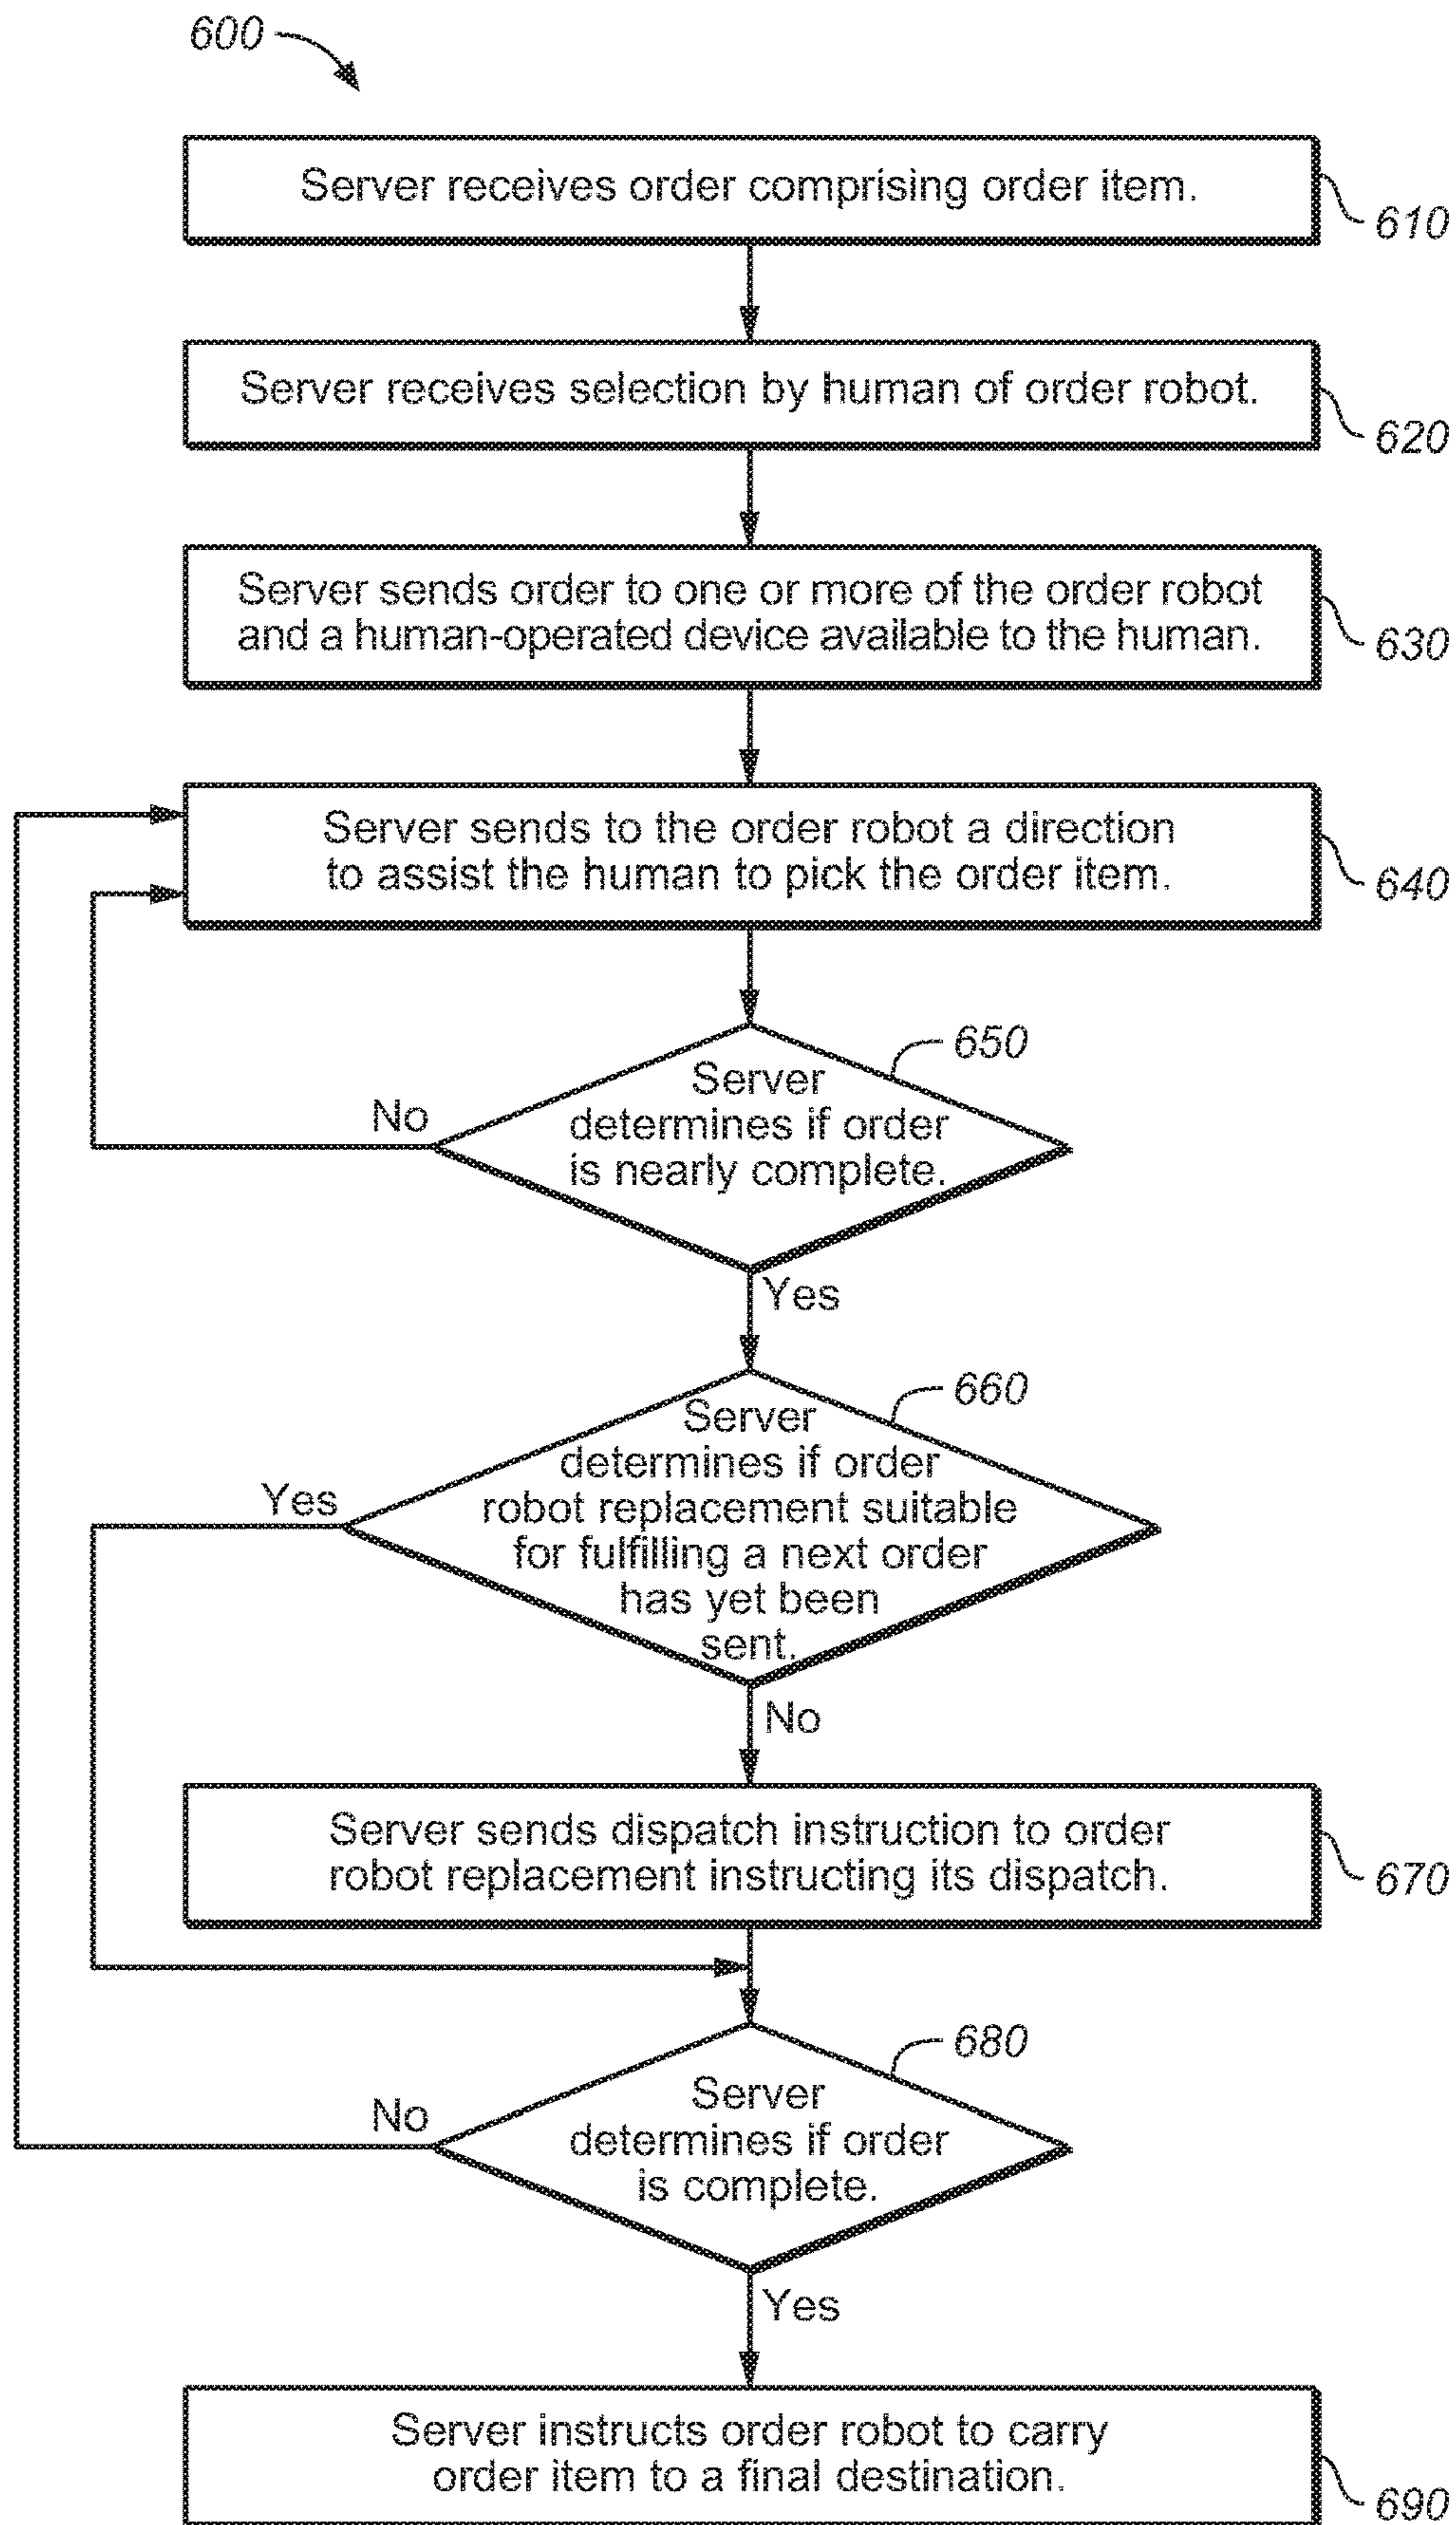 600
Server receives order comprising order item.
610
Server receives selection by human of order robot.
620
Server sends order to one or more of the order robot
and a human-operated device available to the human.
630
Server sends to the order robot a direction
to assist the human to pick the order item.
640
650
Server
determines if order
is nearly complete.
No
Yes
660
Server
determines if order
robot replacement suitable
for fulfilling a next order
has yet been
sent.
Yes
No
Server sends dispatch instruction to order
robot replacement instructing its dispatch.
670
680
Server
determines if order
is complete.
No
Yes
Server instructs order robot to carry
order item to a final destination.
690